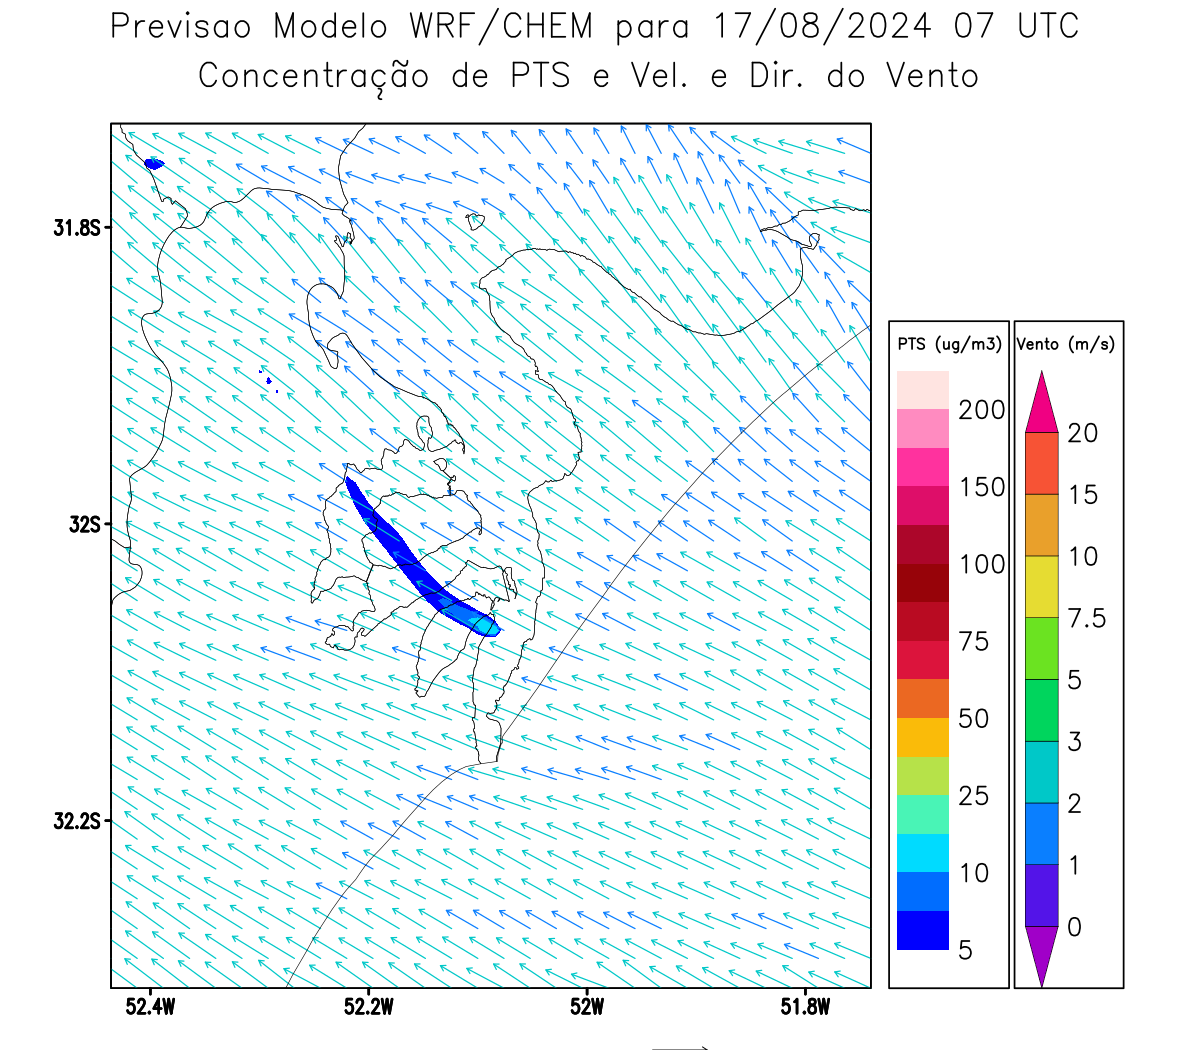 Previsao Modelo WRF/CHEM para 17/08/2024 07 UTC
Concentração de PTS e Vel. e Dir. do Vento
31.8S
32S
32.2S
52.4W
52.2W
52W
51.8W
PTS (ug/m3)
200
150
100
75
50
25
10
5
Vento (m/s)
20
15
10
7.5
5
3
2
1
0